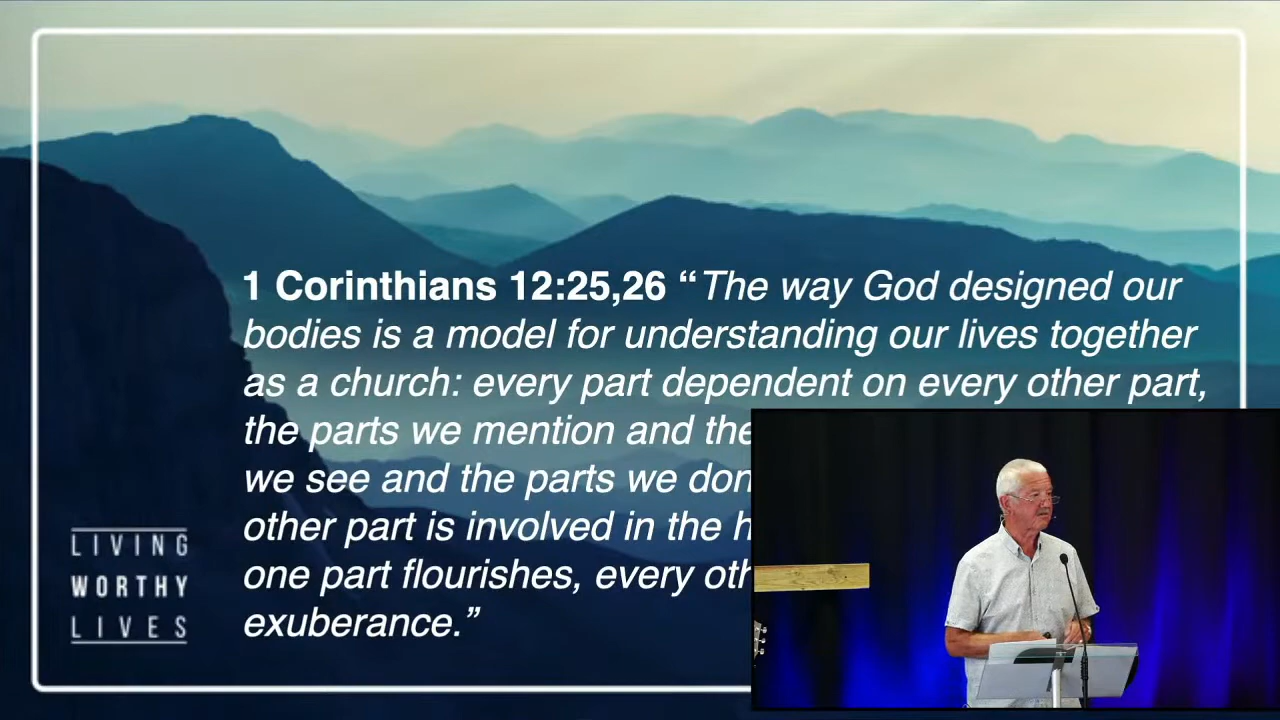 1 Corinthians 12:25,26 “The way God designed our
bodies is a model for understanding our lives together
as a church: every part dependent on every other part,
the parts we mention and the
we see and the parts we don
other part is involved in the h
one part flourishes, every oth
exuberance.”
LIVING
WORTHY
LIVES